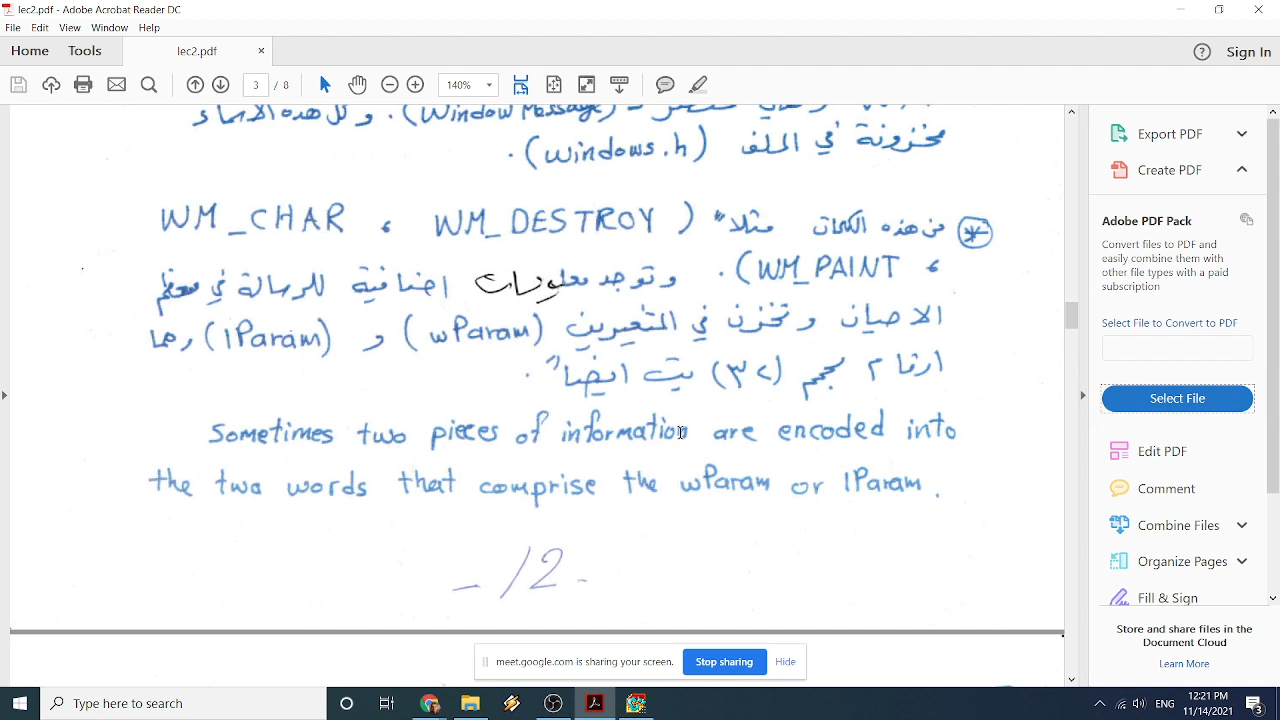 lec2.pdf - Adobe Acrobat Reader DC
File Edit View Window Help
Home Tools lec2.pdf × ? Sign In
3 / 8 140%
(Window Message). و كل هذه الاسماء
مخزونة في الملف (windows.h).
من هذه الكلمات مثلاً (WM_DESTROY ، WM_CHAR
، WM_PAINT). و توجد معلومات اضافية للرسالة في معظم
الاحيان و تخزن في المتغيرين (wParam) و (lParam) وهما
ارقام بحجم (٣٢) بت ايضاً.
Sometimes two pieces of information are encoded into
the two words that comprise the wParam or lParam.
- 12 -
Export PDF
Create PDF
Adobe PDF Pack
Convert files to PDF and
easily combine them with
other file types with a paid
subscription
Select File to Convert to PDF
Select File
Edit PDF
Comment
Combine Files
Organize Pages
Fill & Sign
Store and share files in the
Document Cloud
Learn More
meet.google.com is sharing your screen. Stop sharing Hide
Type here to search
ENG
12:21 PM
11/14/2021